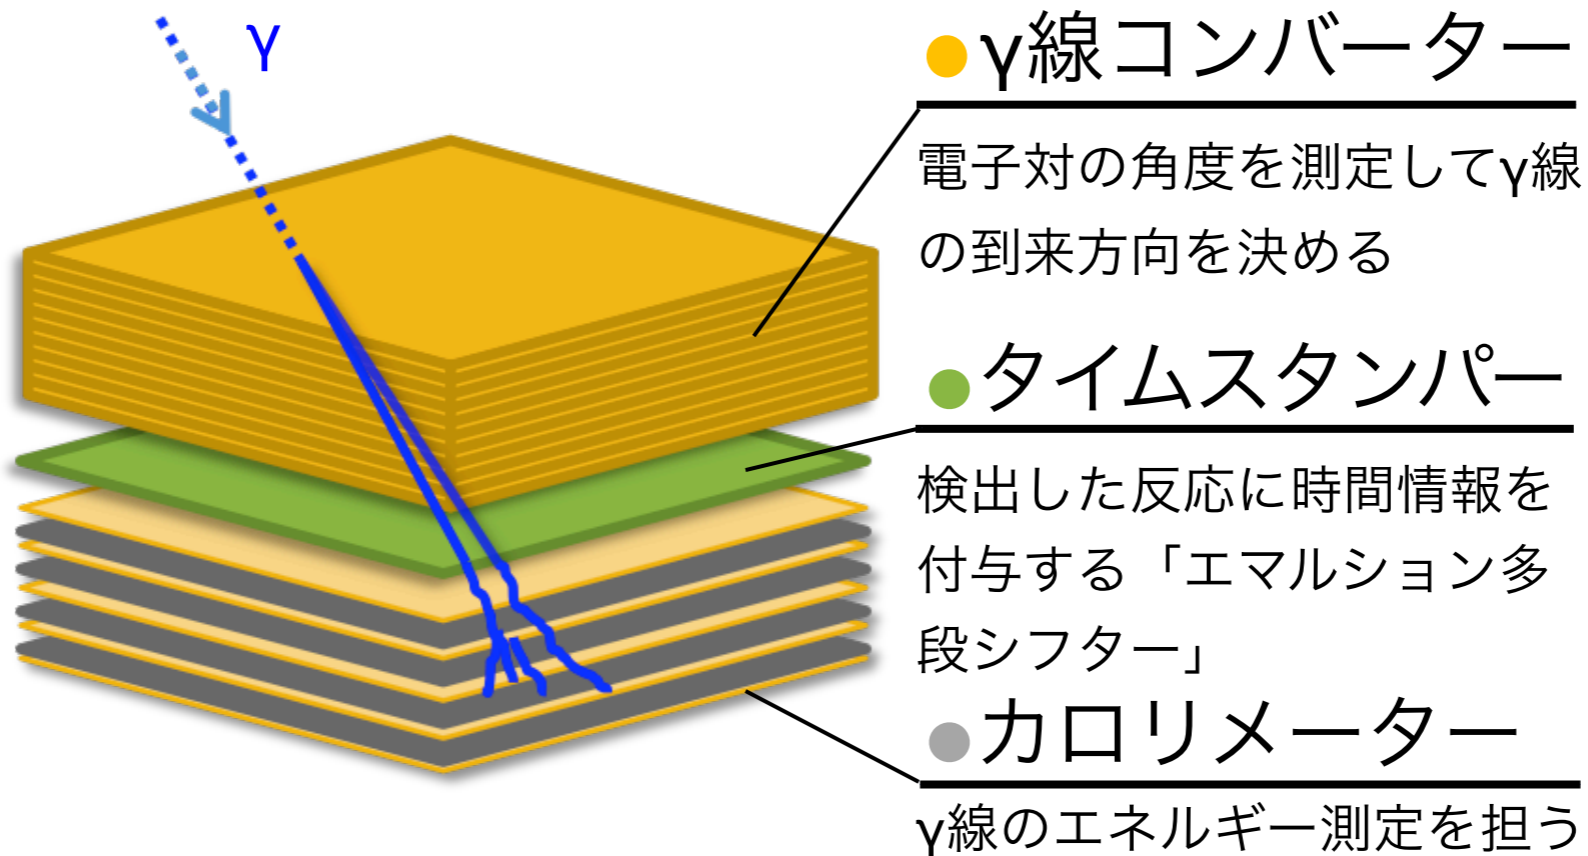 γ
γ線コンバーター
電子対の角度を測定してγ線
の到来方向を決める
タイムスタンパー
検出した反応に時間情報を
付与する「エマルション多
段シフター」
カロリメーター
γ線のエネルギー測定を担う